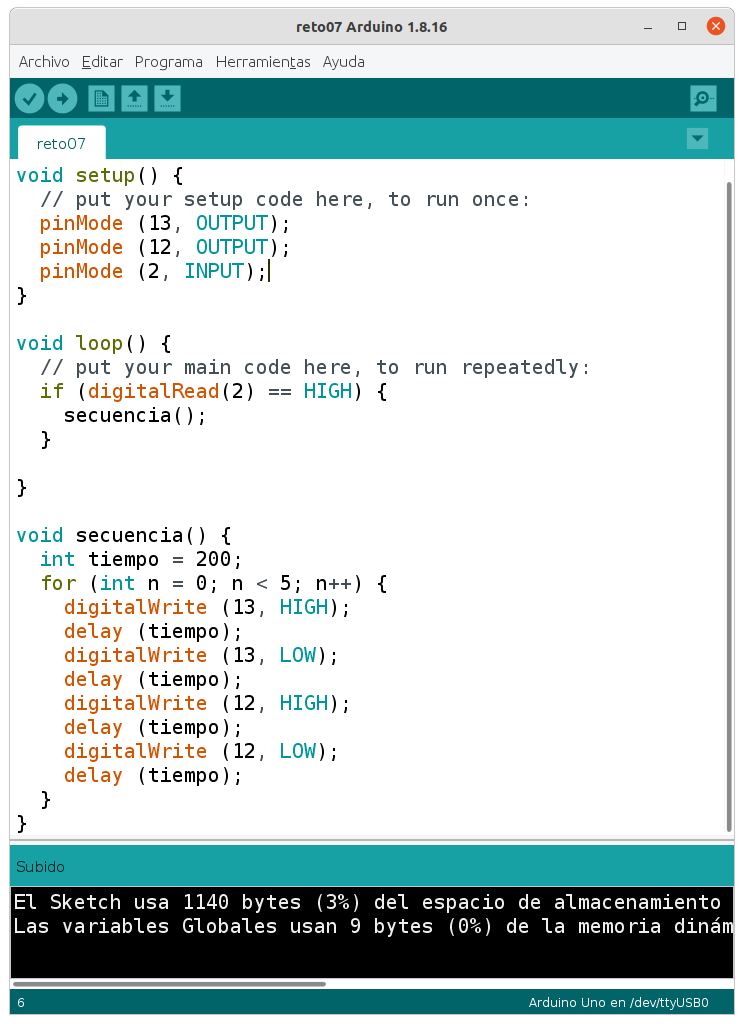 reto07 Arduino 1.8.16
Archivo Editar Programa Herramientas Ayuda
reto07
void setup() {
  // put your setup code here, to run once:
  pinMode (13, OUTPUT);
  pinMode (12, OUTPUT);
  pinMode (2, INPUT);
}
void loop() {
  // put your main code here, to run repeatedly:
  if (digitalRead(2) == HIGH) {
    secuencia();
  }
}
void secuencia() {
  int tiempo = 200;
  for (int n = 0; n < 5; n++) {
    digitalWrite (13, HIGH);
    delay (tiempo);
    digitalWrite (13, LOW);
    delay (tiempo);
    digitalWrite (12, HIGH);
    delay (tiempo);
    digitalWrite (12, LOW);
    delay (tiempo);
  }
}
Subido
El Sketch usa 1140 bytes (3%) del espacio de almacenamiento
Las variables Globales usan 9 bytes (0%) de la memoria dinám
6 Arduino Uno en /dev/ttyUSB0